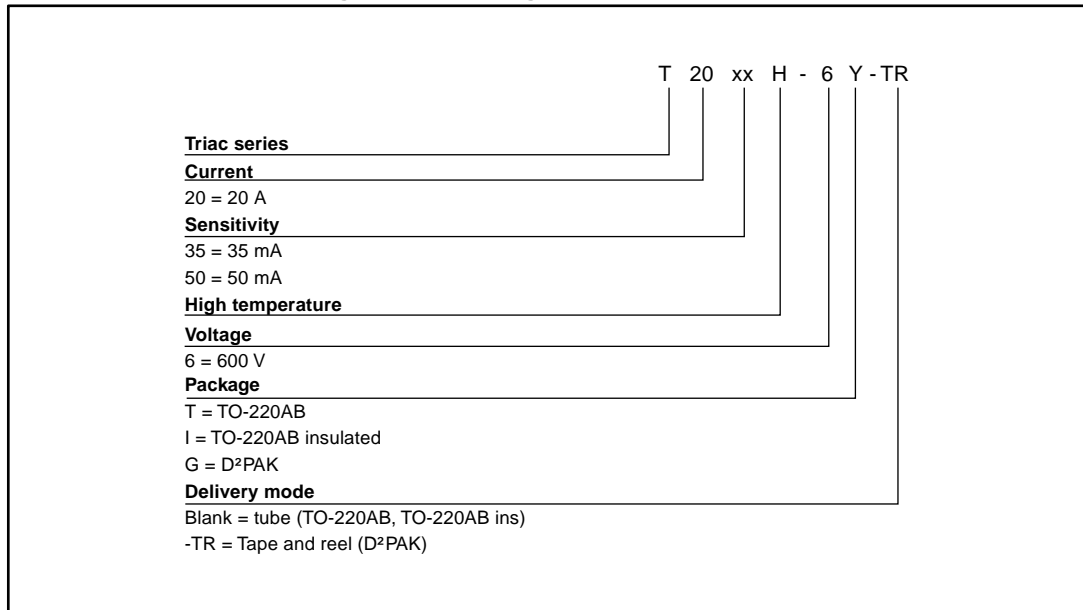 T 20 xx H - 6 Y - TR
Triac series
Current
20 = 20 A
Sensitivity
35 = 35 mA
50 = 50 mA
High temperature
Voltage
6 = 600 V
Package
T = TO-220AB
I = TO-220AB insulated
G = D²PAK
Delivery mode
Blank = tube (TO-220AB, TO-220AB ins)
-TR = Tape and reel (D²PAK)